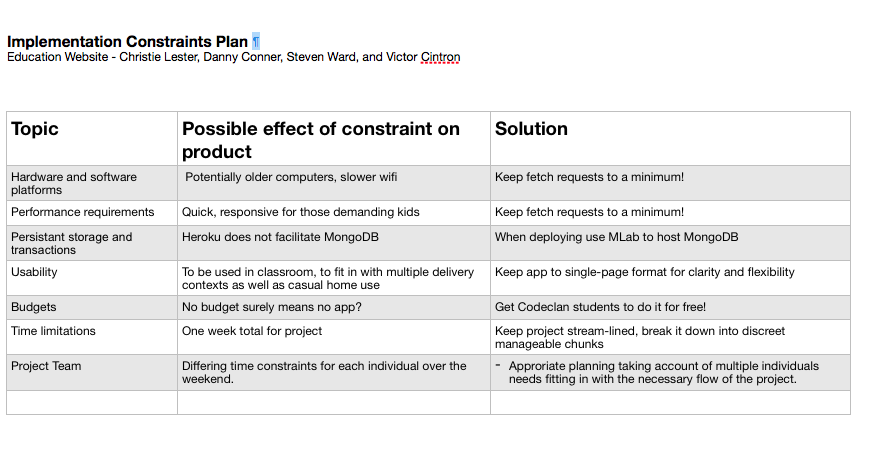 Implementation Constraints Plan ¶
Education Website - Christie Lester, Danny Conner, Steven Ward, and Victor Cintron
Topic
Possible effect of constraint on
product
Solution
Hardware and software
platforms
Potentially older computers, slower wifi
Keep fetch requests to a minimum!
Performance requirements
Quick, responsive for those demanding kids
Keep fetch requests to a minimum!
Persistant storage and
transactions
Heroku does not facilitate MongoDB
When deploying use MLab to host MongoDB
Usability
To be used in classroom, to fit in with multiple delivery
contexts as well as casual home use
Keep app to single-page format for clarity and flexibility
Budgets
No budget surely means no app?
Get Codeclan students to do it for free!
Time limitations
One week total for project
Keep project stream-lined, break it down into discreet
manageable chunks
Project Team
Differing time constraints for each individual over the
weekend.
- Approriate planning taking account of multiple individuals
needs fitting in with the necessary flow of the project.